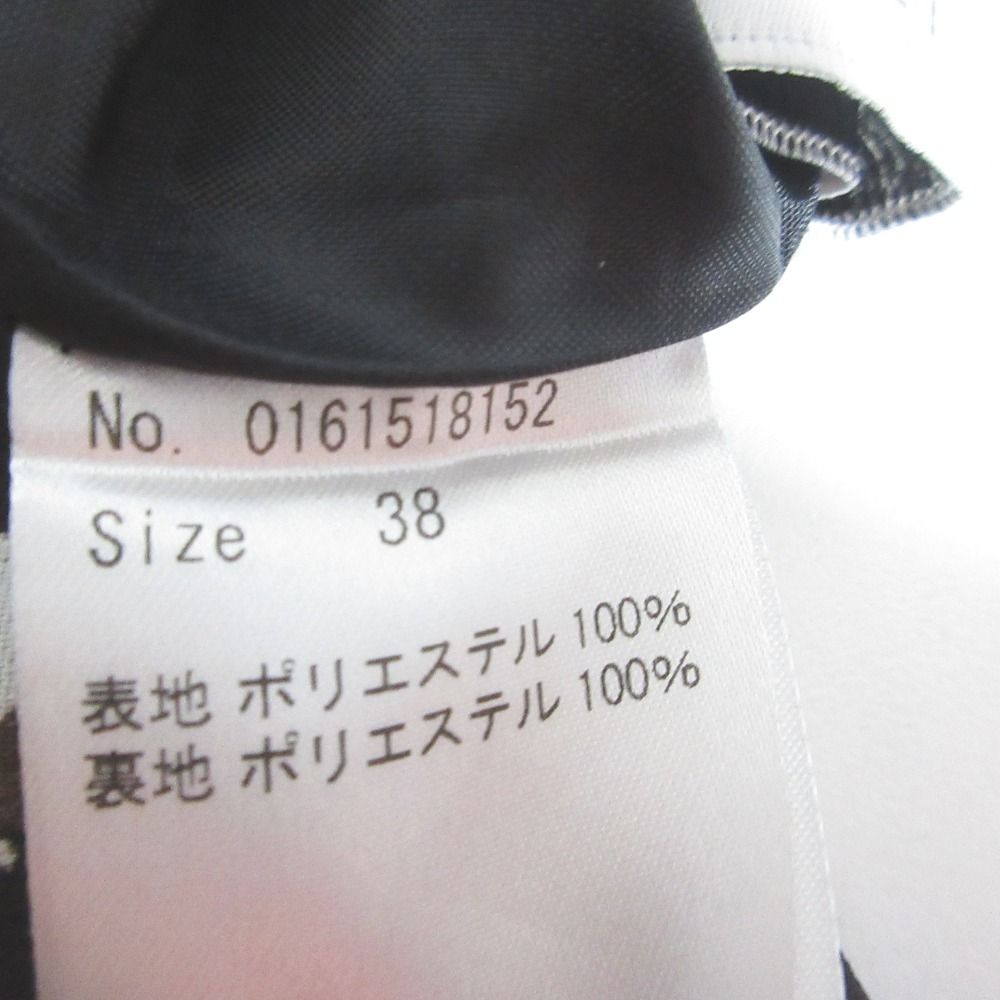 No. 0161518152
Size 38
表地 ポリエステル 100%
裏地 ポリエステル 100%